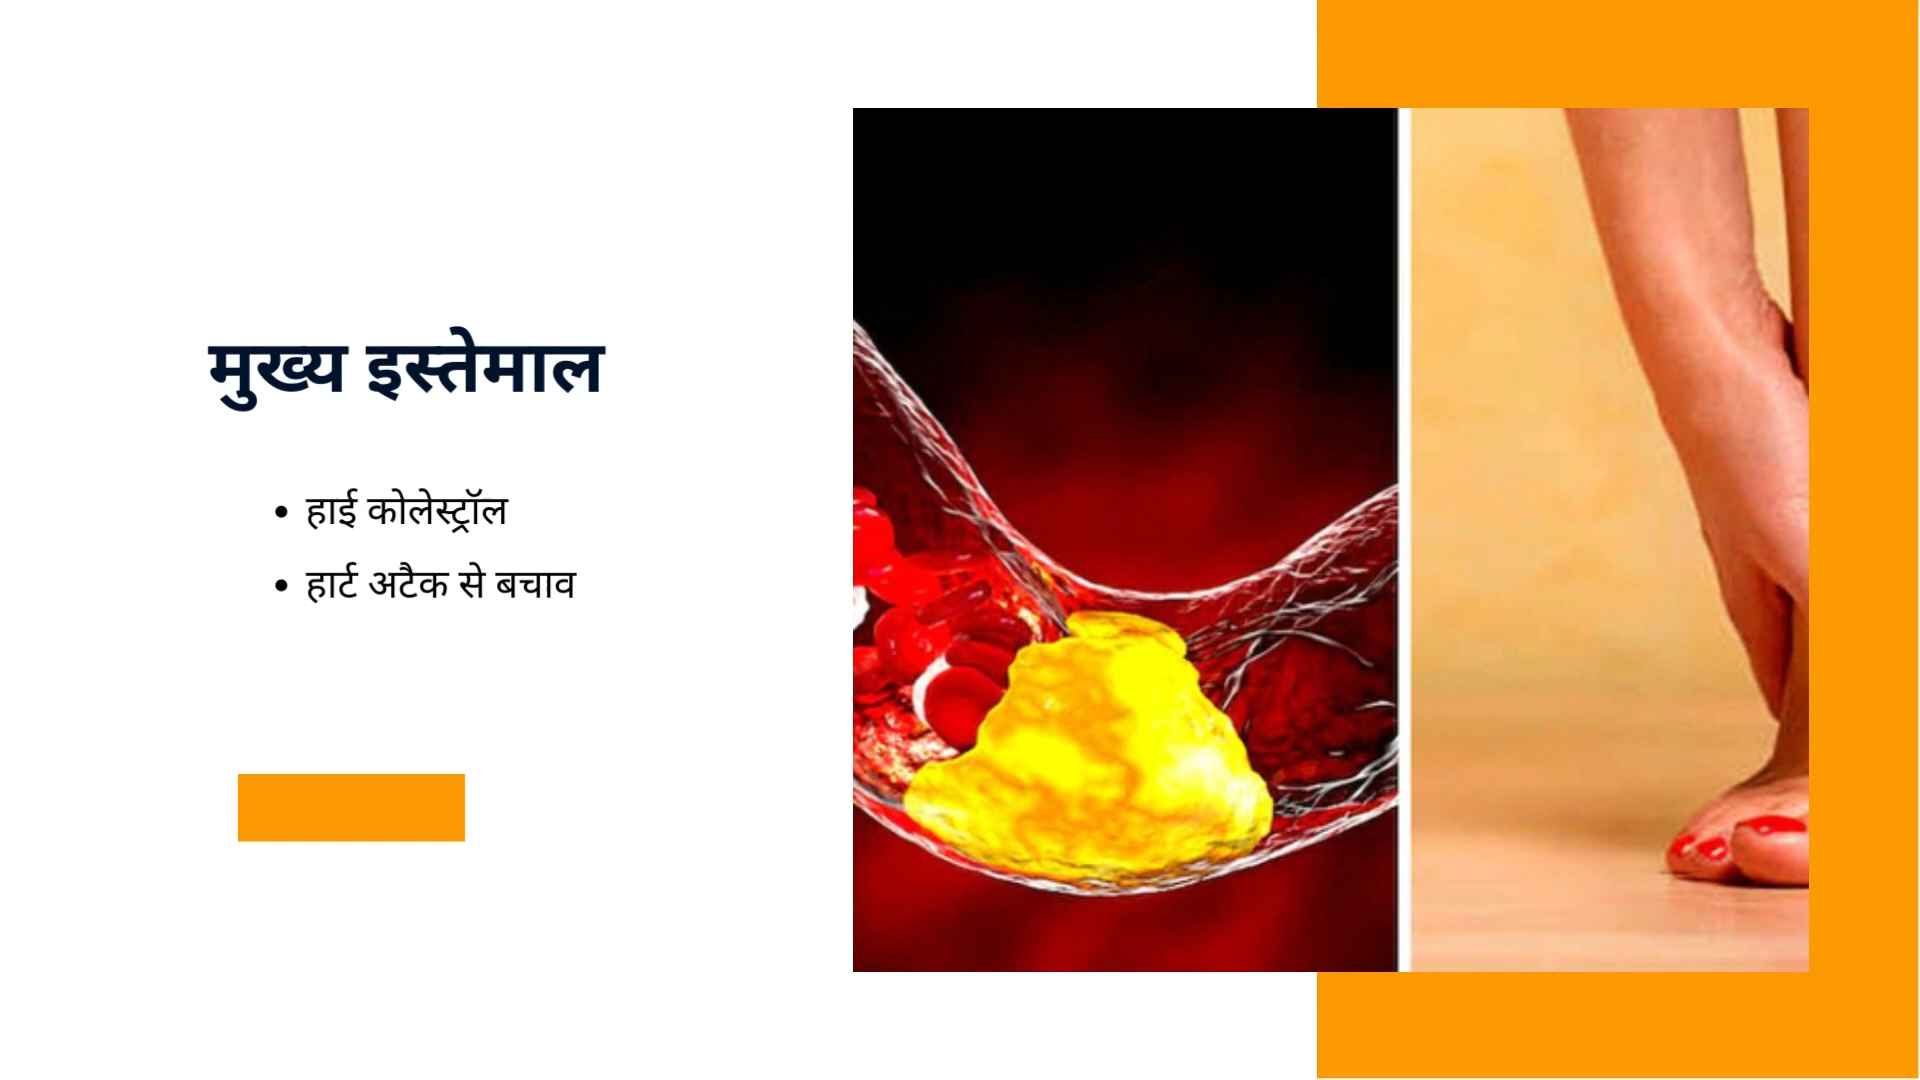 मुख्य इस्तेमाल
• हाई कोलेस्ट्रॉल
• हार्ट अटैक से बचाव